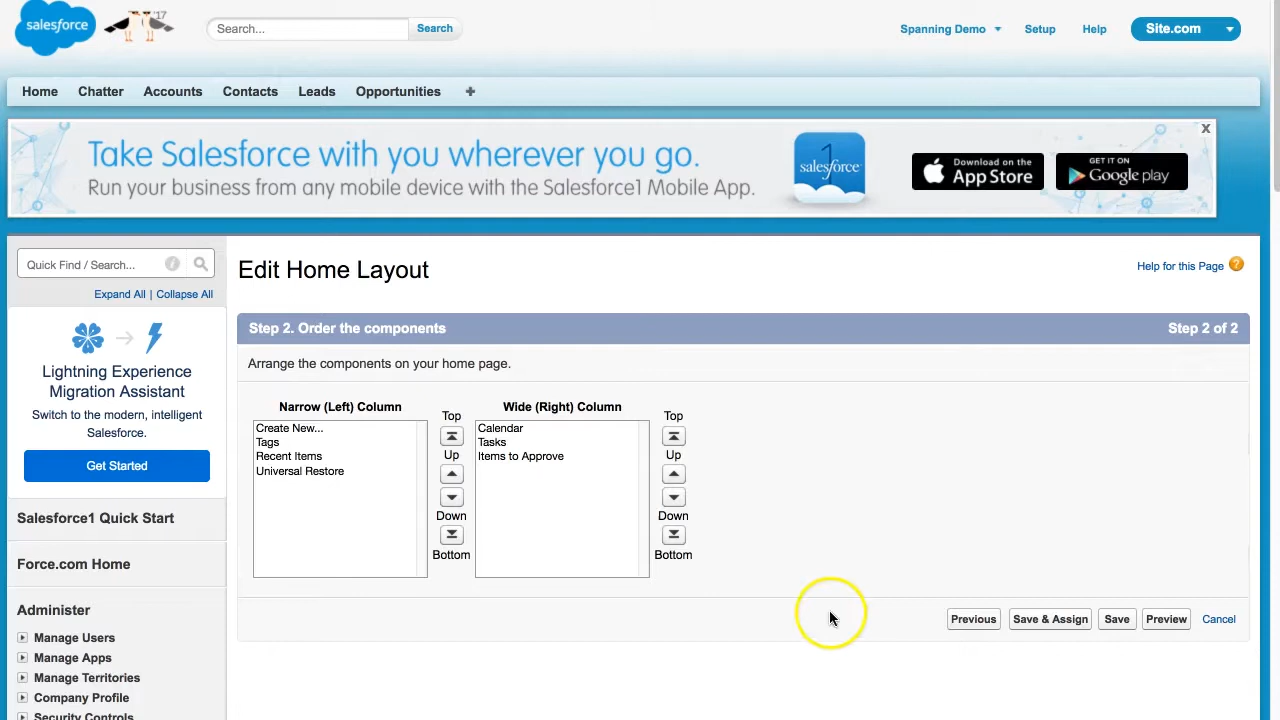 salesforce
'17
Search...
Search
Spanning Demo
Setup
Help
Site.com
Home
Chatter
Accounts
Contacts
Leads
Opportunities
+
Take Salesforce with you wherever you go.
Run your business from any mobile device with the Salesforce1 Mobile App.
1
salesforce
Download on the
App Store
GET IT ON
Google play
X
Quick Find / Search...
i
Expand All | Collapse All
Lightning Experience
Migration Assistant
Switch to the modern, intelligent
Salesforce.
Get Started
Salesforce1 Quick Start
Force.com Home
Administer
Manage Users
Manage Apps
Manage Territories
Company Profile
Security Controls
Edit Home Layout
Help for this Page
?
Step 2. Order the components
Step 2 of 2
Arrange the components on your home page.
Narrow (Left) Column
Create New...
Tags
Recent Items
Universal Restore
Top
Up
Down
Bottom
Wide (Right) Column
Calendar
Tasks
Items to Approve
Top
Up
Down
Bottom
Previous
Save & Assign
Save
Preview
Cancel